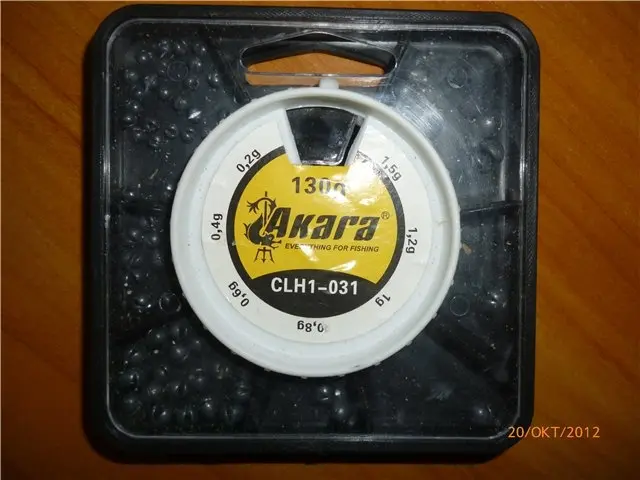 130g
Akara®
EVERYTHING FOR FISHING
CLH1-031
0,2g
0,4g
0,6g
0,8g
1g
1,2g
1,5g
20/OKT/2012